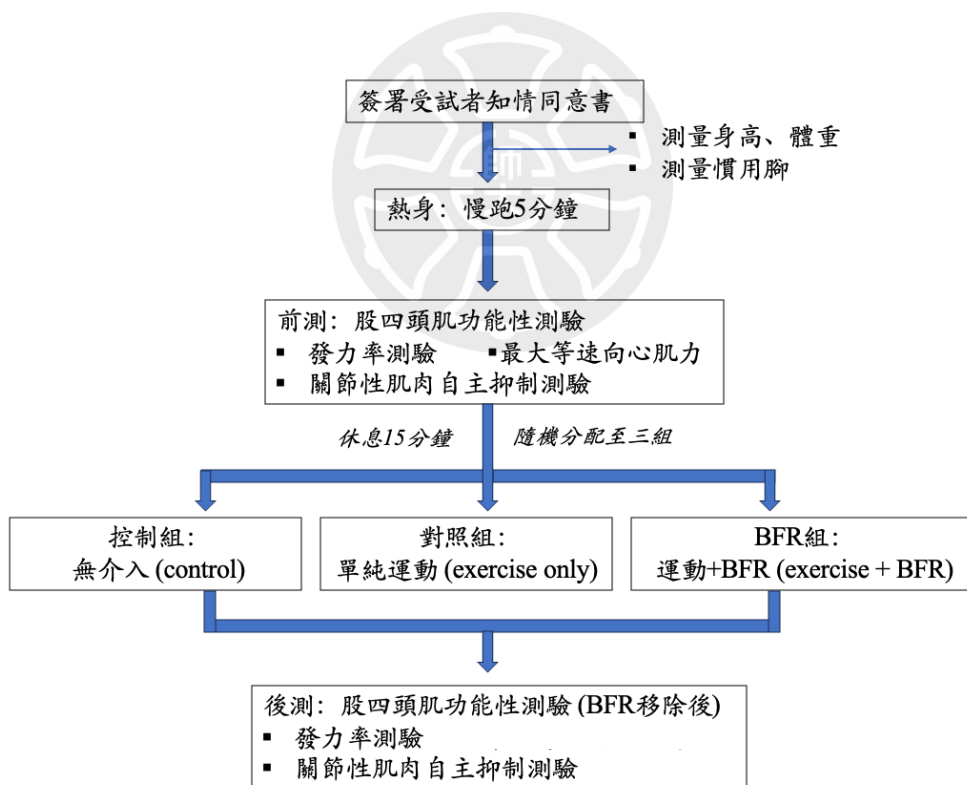 簽署受試者知情同意書
▪ 測量身高、體重
▪ 測量慣用腳
熱身：慢跑5分鐘
前測：股四頭肌功能性測驗
▪ 發力率測驗 ▪最大等速向心肌力
▪ 關節性肌肉自主抑制測驗
休息15分鐘 隨機分配至三組
控制組：
無介入 (control)
對照組：
單純運動 (exercise only)
BFR組：
運動+BFR (exercise + BFR)
後測：股四頭肌功能性測驗 (BFR移除後)
▪ 發力率測驗
▪ 關節性肌肉自主抑制測驗